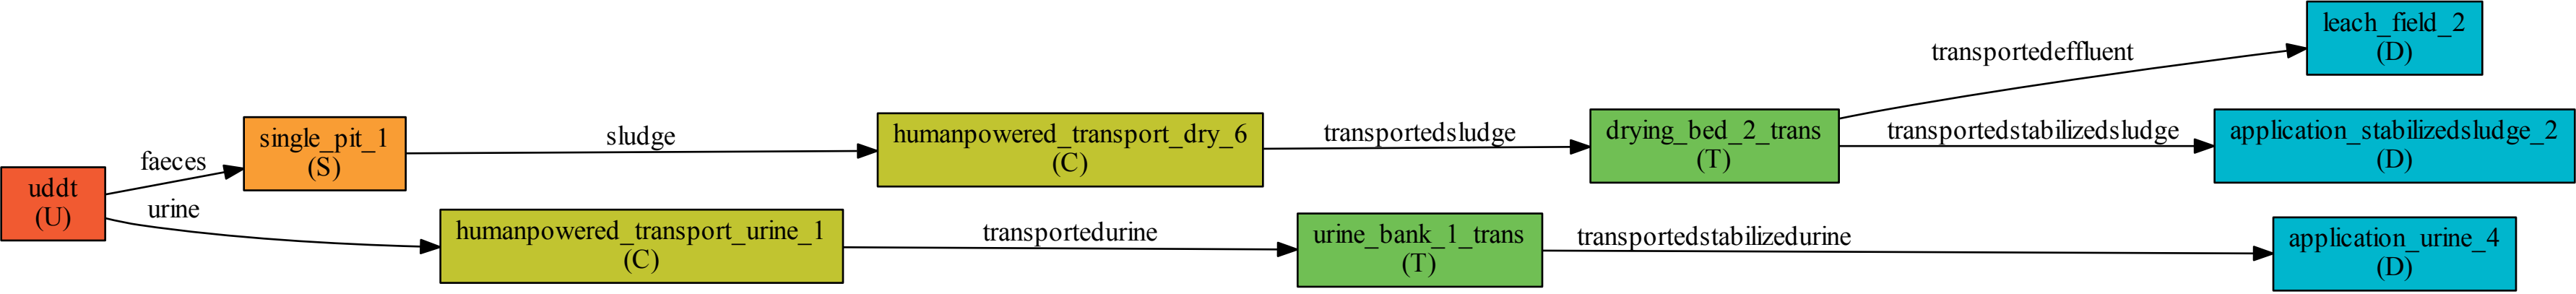 uddt
(U)
faeces
urine
single_pit_1
(S)
sludge
humanpowered_transport_dry_6
(C)
transportedsludge
drying_bed_2_trans
(T)
transportedeffluent
leach_field_2
(D)
transportedstabilizedsludge
application_stabilizedsludge_2
(D)
humanpowered_transport_urine_1
(C)
transportedurine
urine_bank_1_trans
(T)
transportedstabilizedurine
application_urine_4
(D)